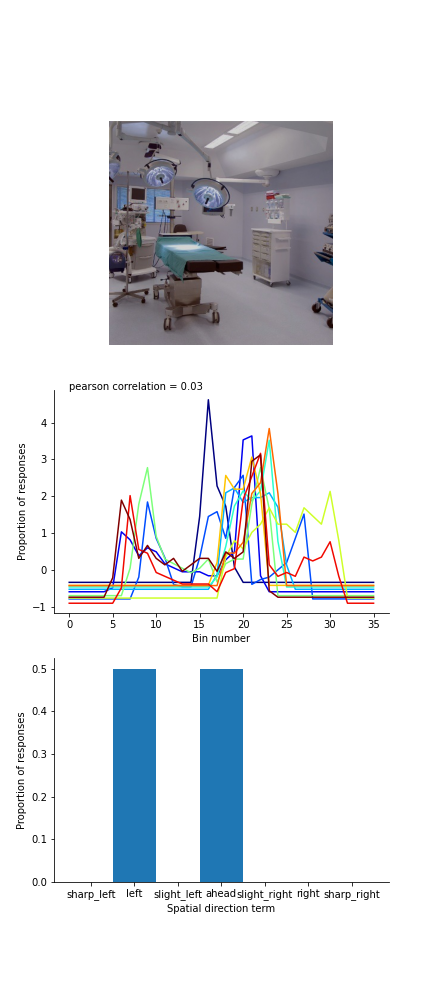 pearson correlation = 0.03
Proportion of responses
4
3
2
1
0
−1
0 5 10 15 20 25 30 35
Bin number
Proportion of responses
0.5
0.4
0.3
0.2
0.1
0.0
sharp_left left slight_left ahead slight_right right sharp_right
Spatial direction term